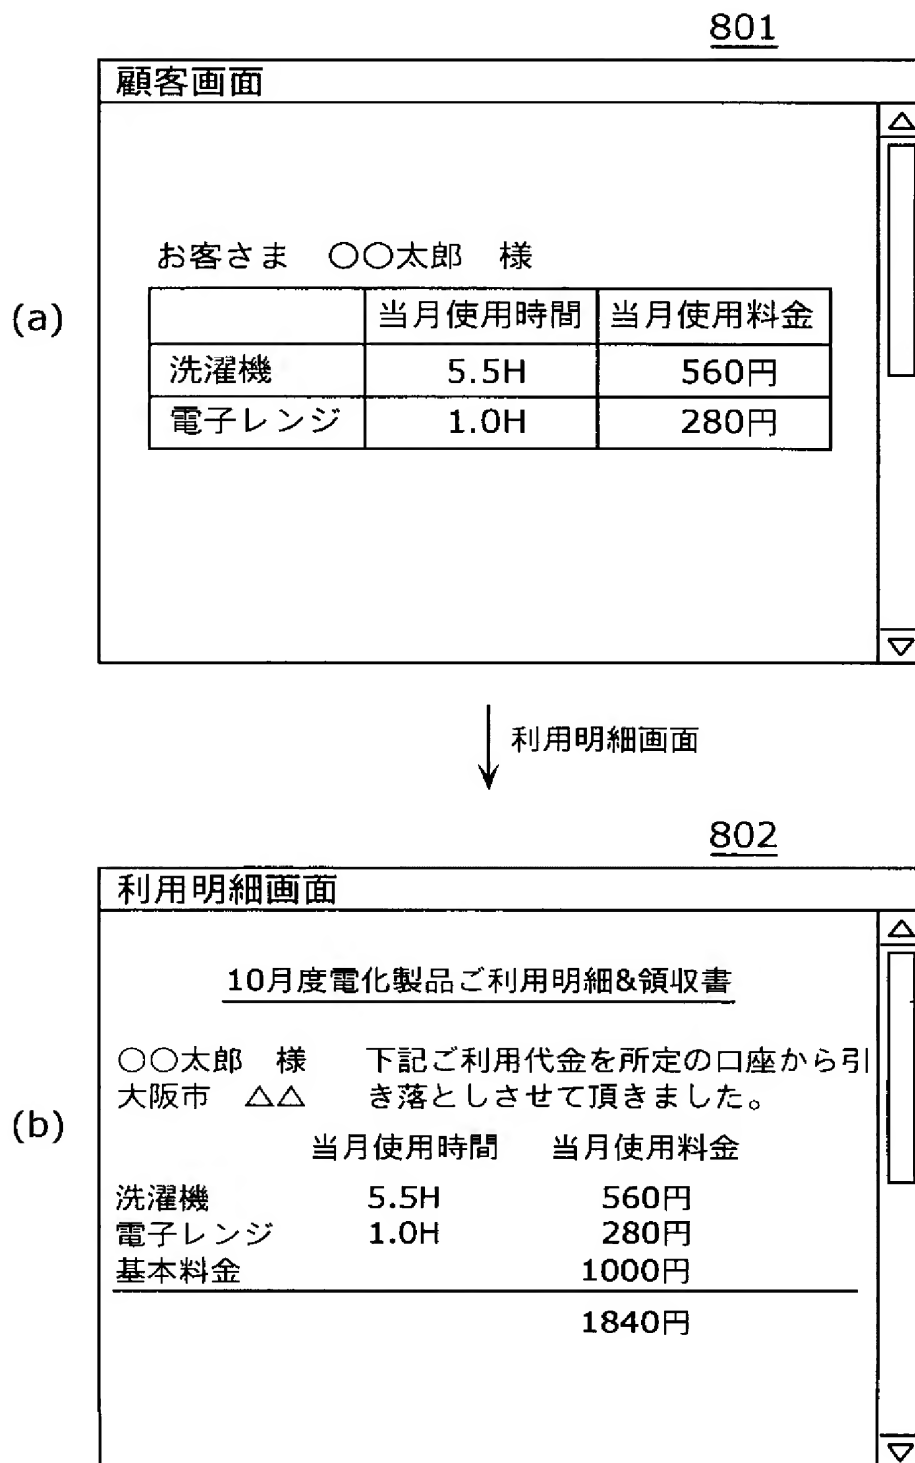 801
顧客画面
お客さま ○○太郎 様
(a)
当月使用時間 当月使用料金
洗濯機 5.5H 560円
電子レンジ 1.0H 280円
利用明細画面
802
利用明細画面
10月度電化製品ご利用明細&領収書
○○太郎 様 下記ご利用代金を所定の口座から引
大阪市 △△ き落としさせて頂きました。
(b)
当月使用時間 当月使用料金
洗濯機 5.5H 560円
電子レンジ 1.0H 280円
基本料金 1000円
1840円